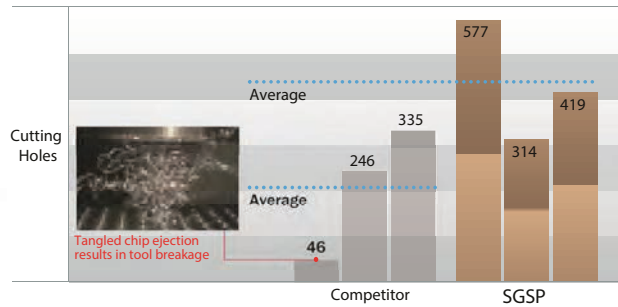 577
Average
419
335
314
Cutting
Holes
246
Average
Tangled chip ejection
results in tool breakage
46
Competitor
SGSP